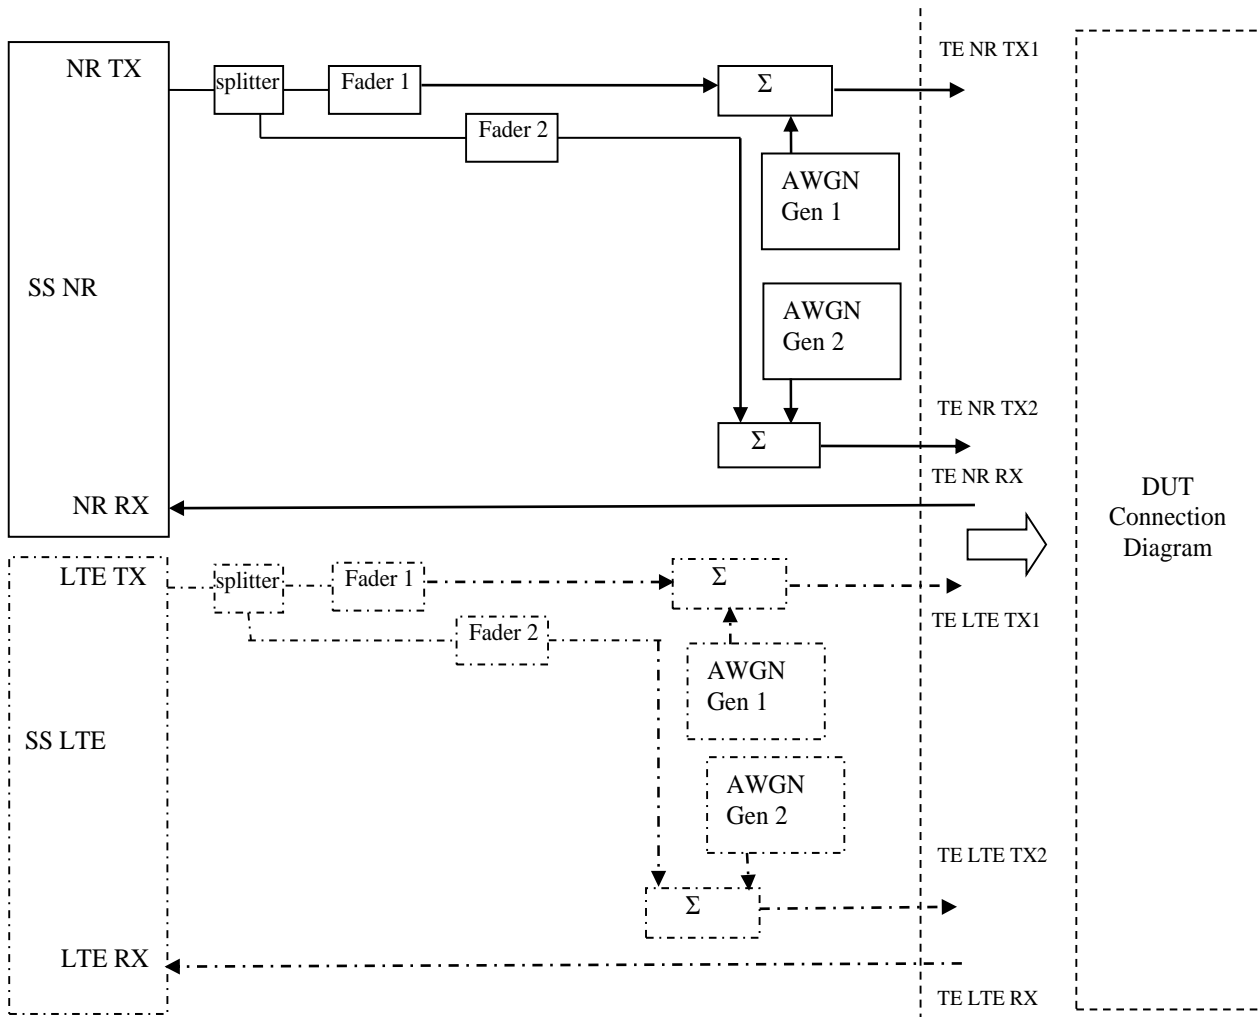 TE NR TX1
NR TX
splitter
Fader 1
Σ
Fader 2
AWGN
Gen 1
SS NR
AWGN
Gen 2
TE NR TX2
Σ
TE NR RX
NR RX
DUT
Connection
Diagram
LTE TX
splitter
Fader 1
Σ
TE LTE TX1
Fader 2
AWGN
Gen 1
SS LTE
AWGN
Gen 2
TE LTE TX2
Σ
LTE RX
TE LTE RX